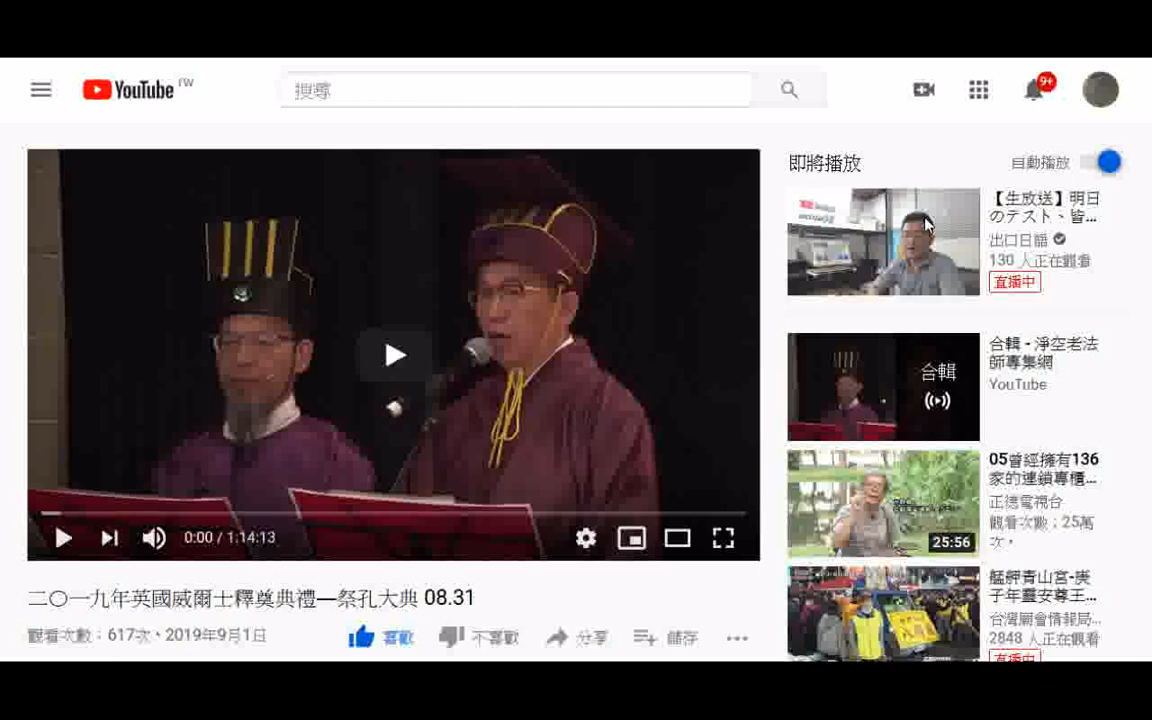 YouTube TW
搜尋
9+
即將播放
自動播放
【生放送】明日
のテスト、皆...
出口日語
130 人正在觀看
直播中
合輯
合輯 - 淨空老法
師專集網
YouTube
05曾經擁有136
家的連鎖專櫃...
正德電視台
觀看次數：25萬
次，
25:56
艋舺青山宮-庚
子年靈安尊王...
台灣廟會情報局...
2848 人正在觀看
直播中
0:00 / 1:14:13
二〇一九年英國威爾士釋奠典禮—祭孔大典 08.31
觀看次數：617次、2019年9月1日
喜歡
不喜歡
分享
儲存